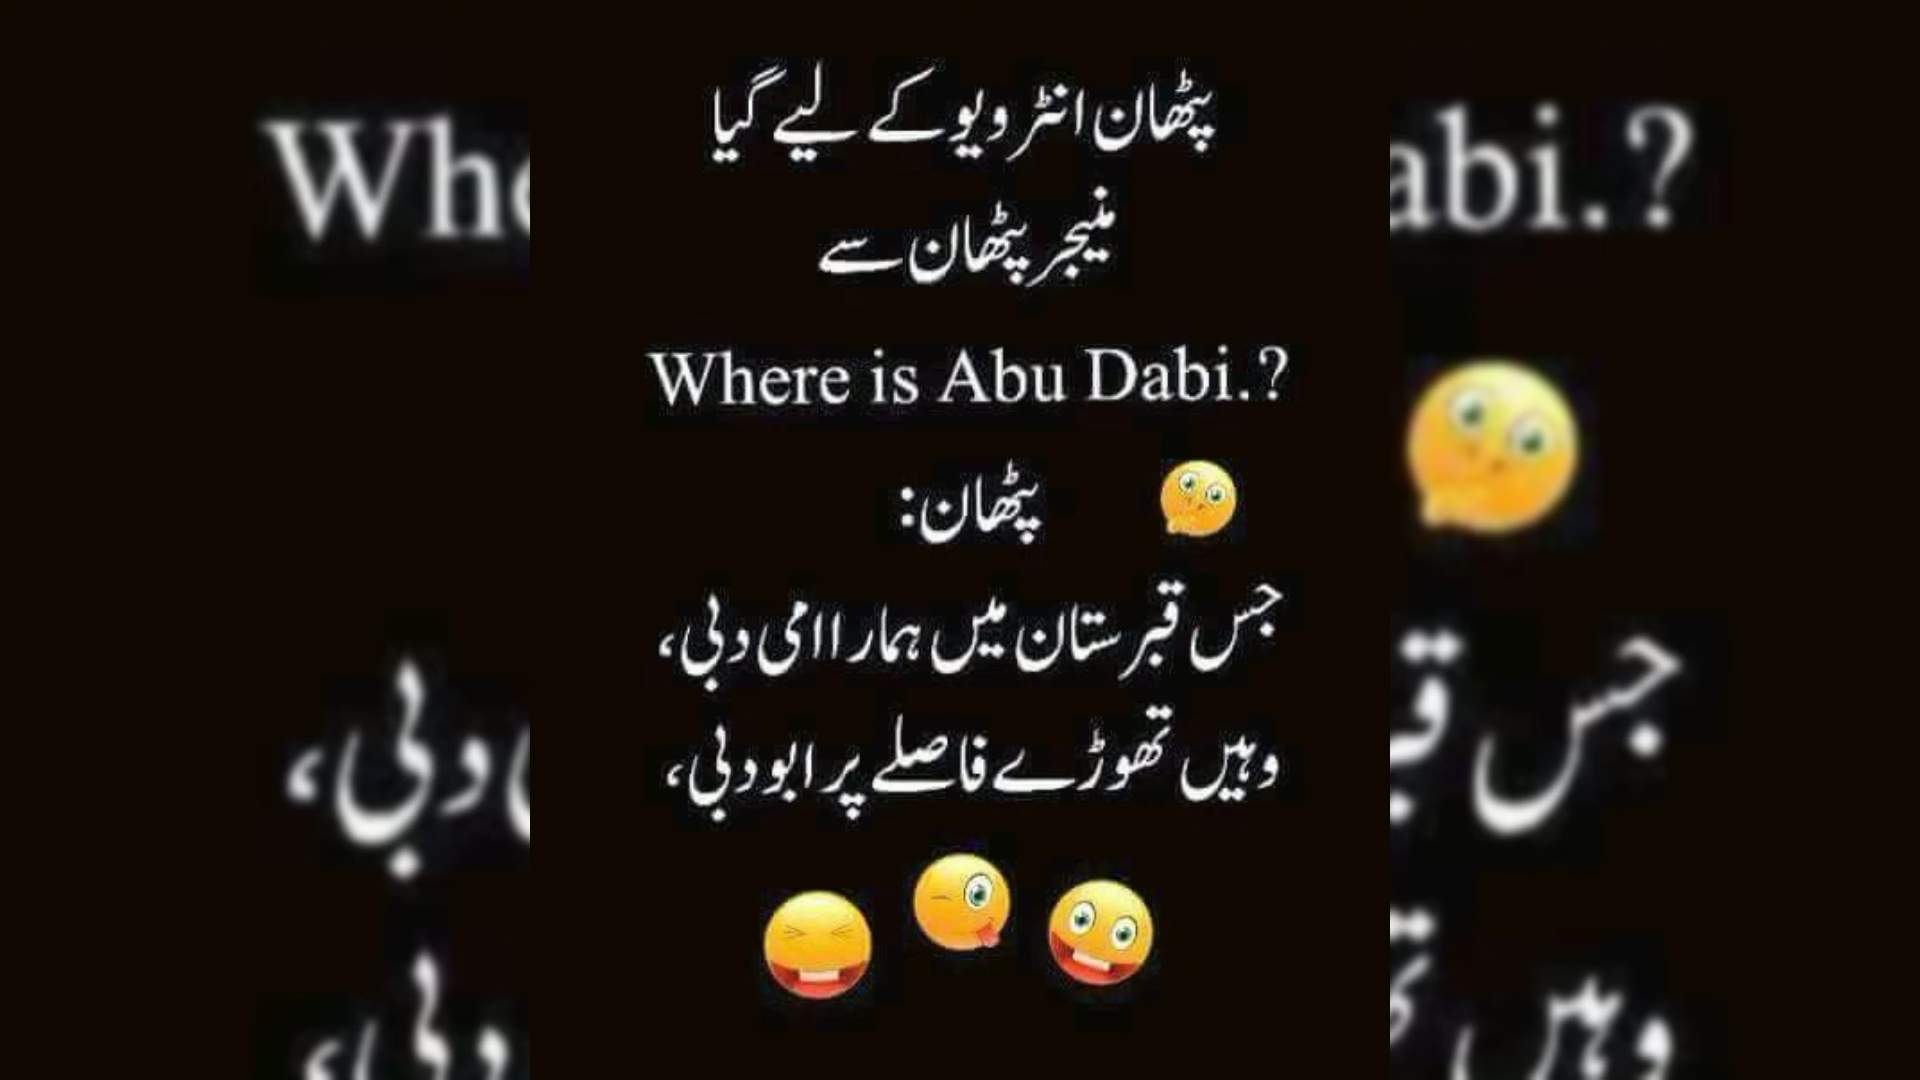 پٹھان انٹرویو کے لیے گیا
منیجر پٹھان سے
Where is Abu Dabi.?
پٹھان:
جس قبرستان میں ہمارا امی دبی،
وہیں تھوڑے فاصلے پر ابو دبی،